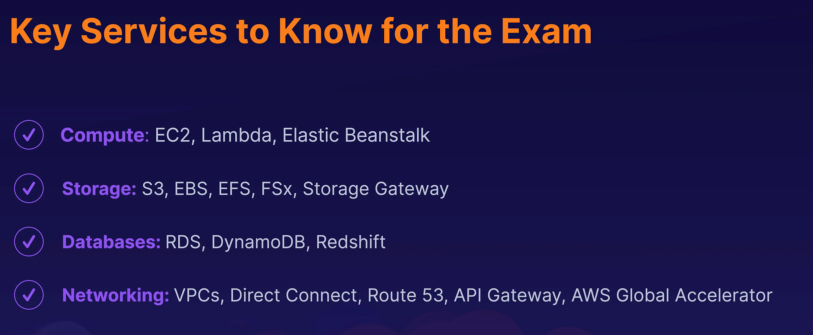 Key Services to Know for the Exam
Compute: EC2, Lambda, Elastic Beanstalk
Storage: S3, EBS, EFS, FSx, Storage Gateway
Databases: RDS, DynamoDB, Redshift
Networking: VPCs, Direct Connect, Route 53, API Gateway, AWS Global Accelerator